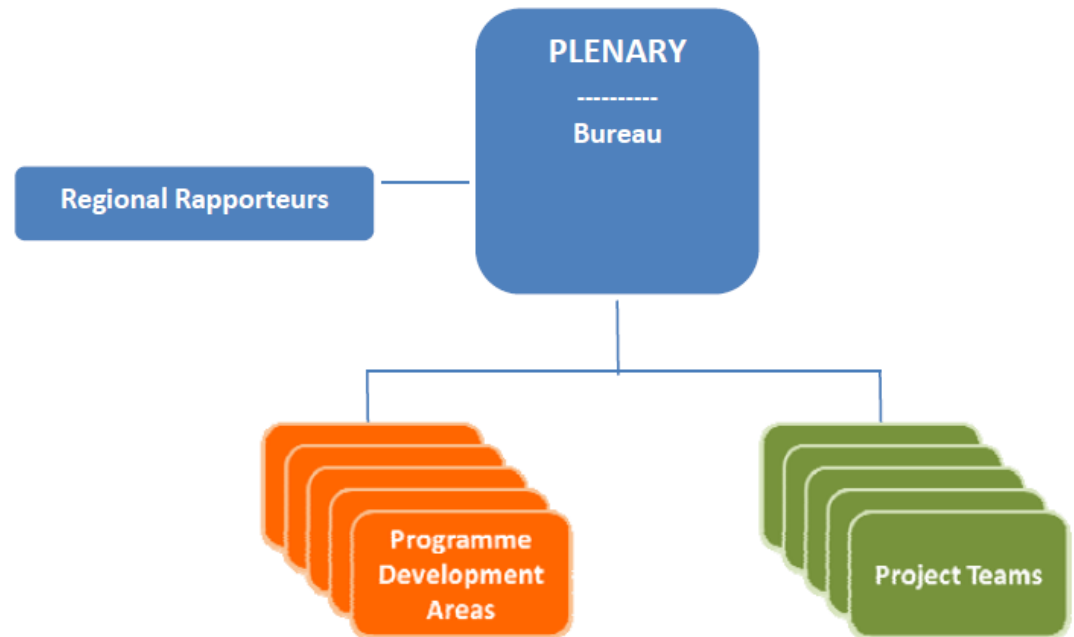 PLENARY
----------
Bureau
Regional Rapporteurs
Programme
Development
Areas
Project Teams